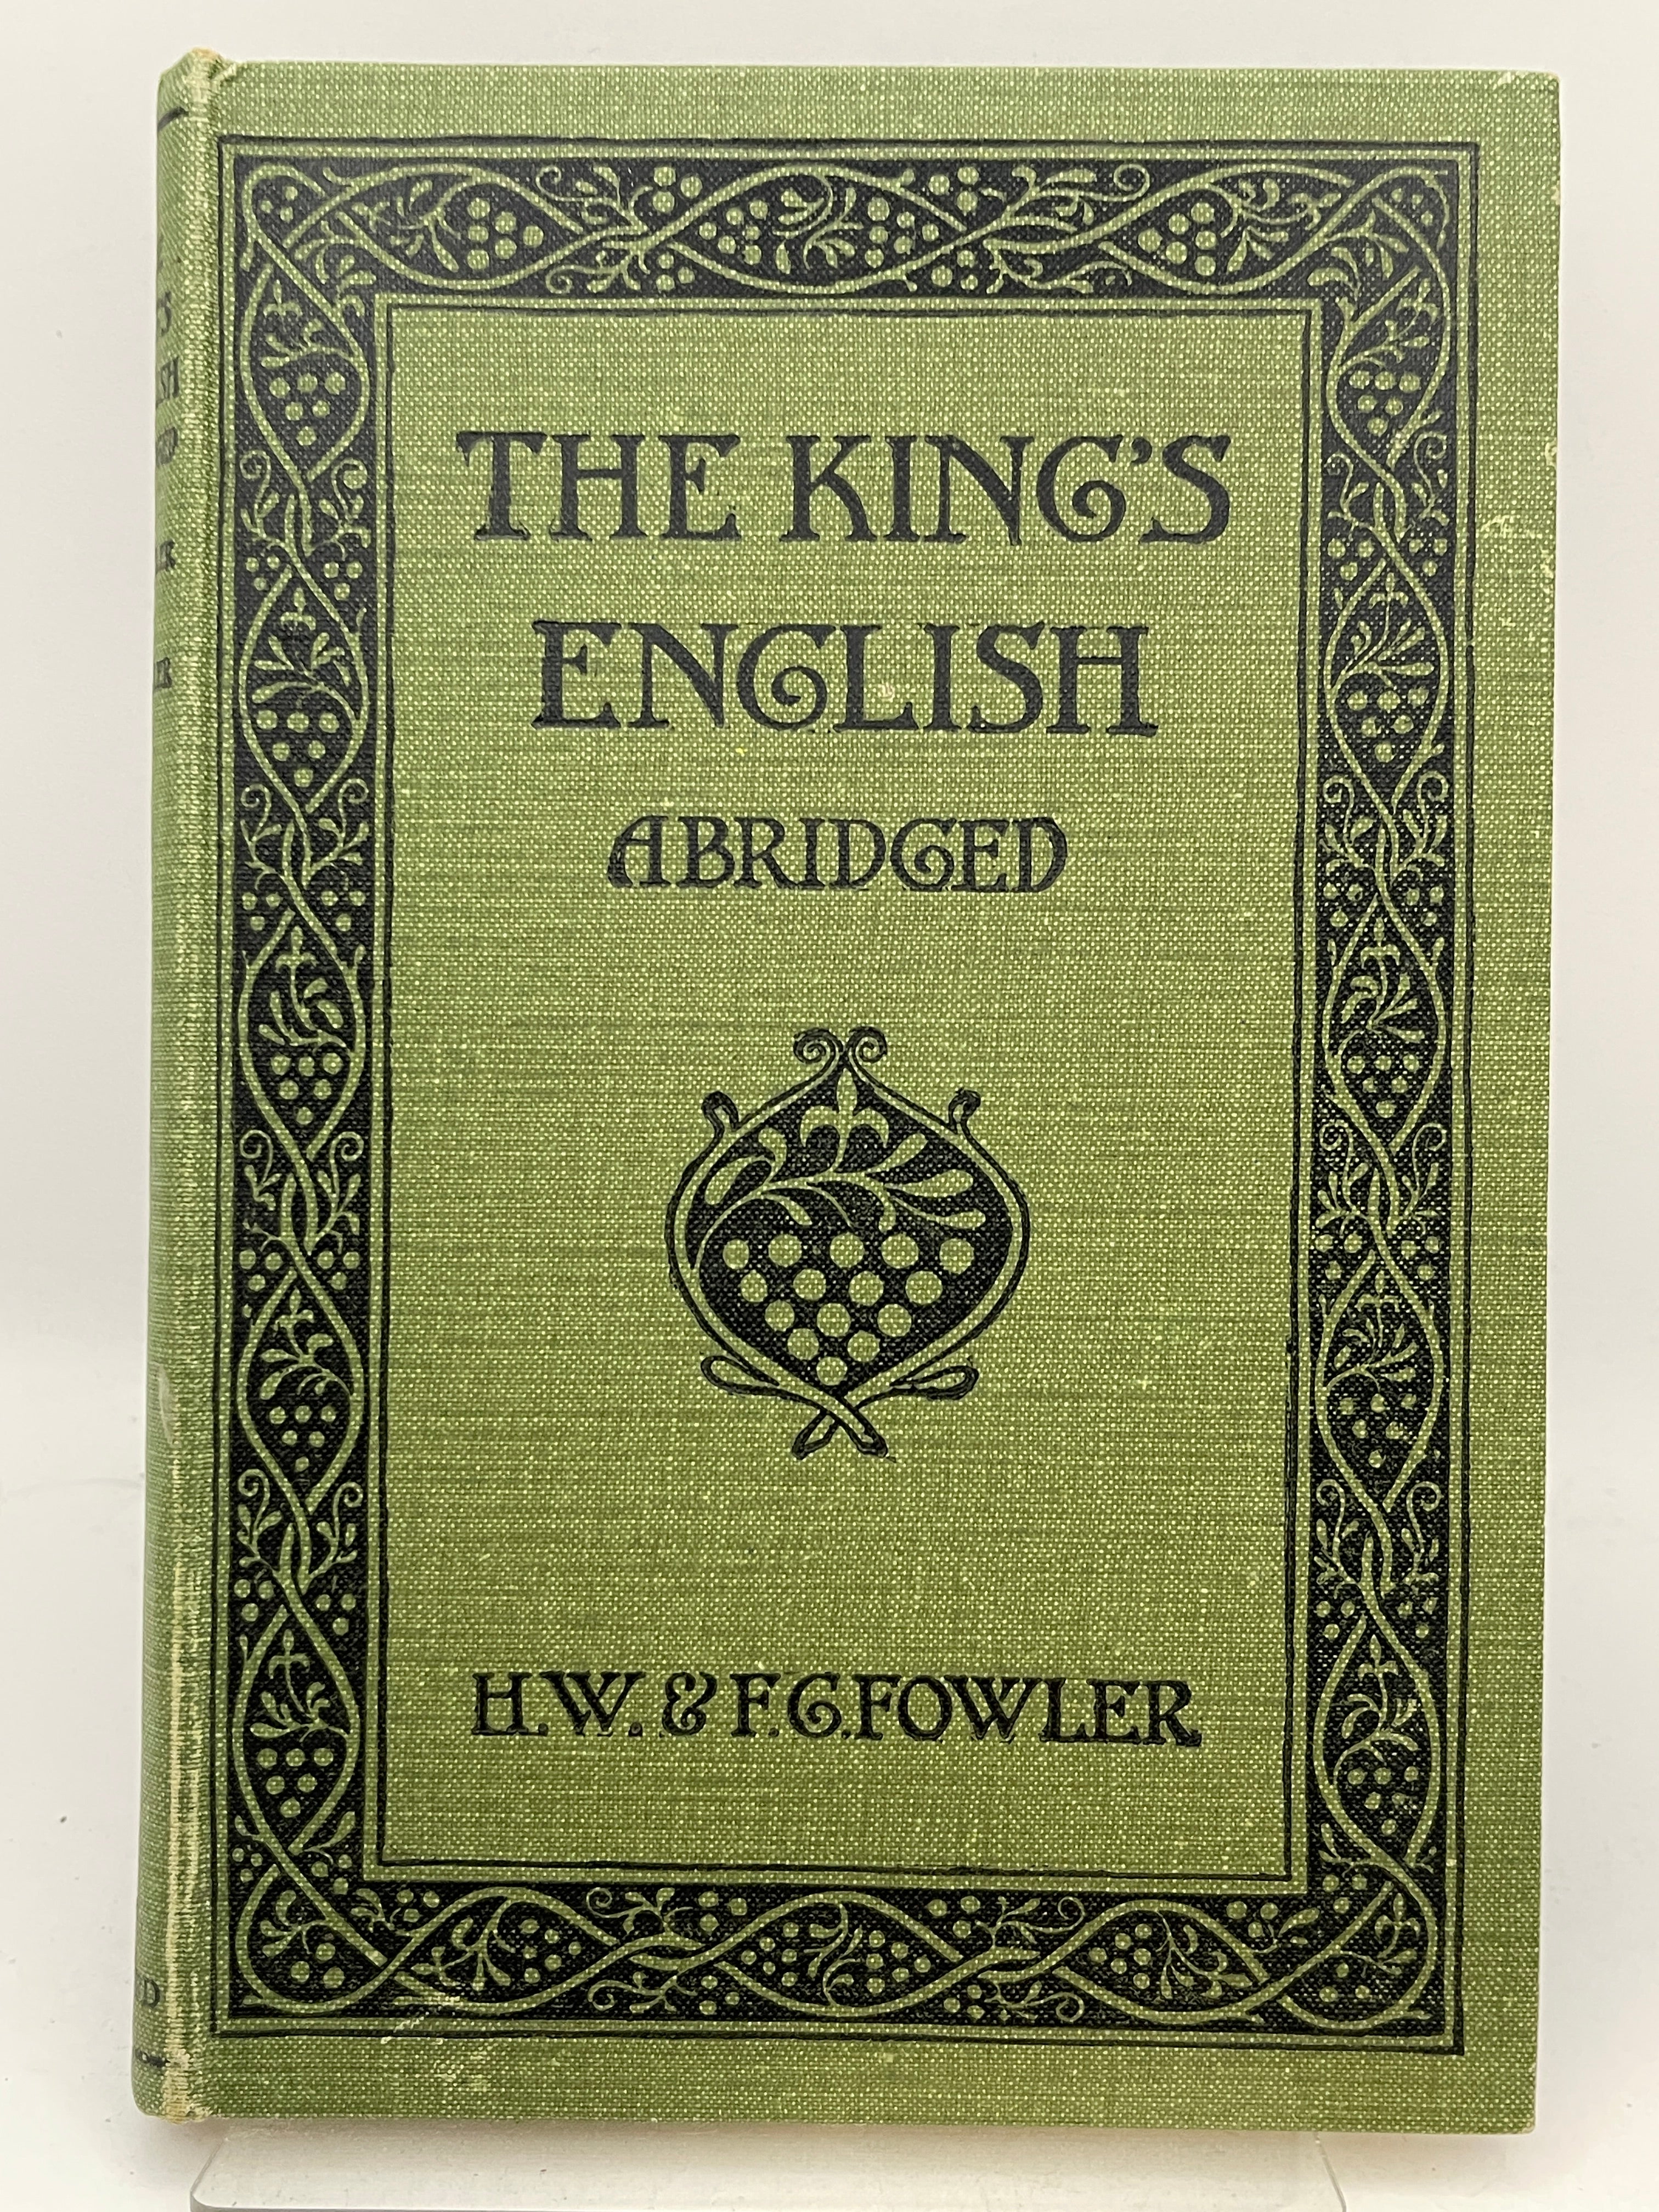 THE KING'S
ENGLISH
ABRIDGED
H.W. & F.G. FOWLER